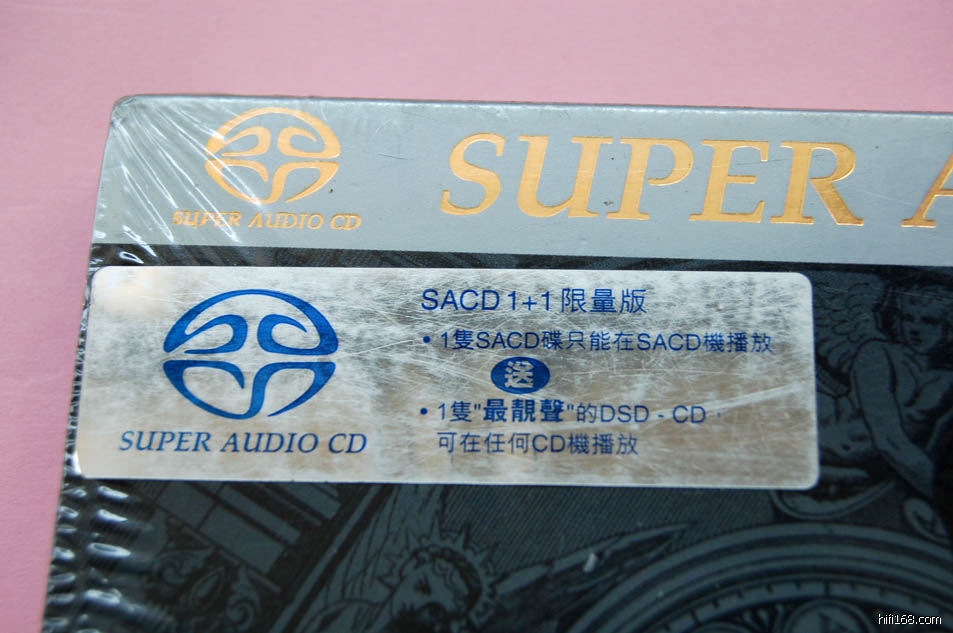 SUPER AUDIO CD
SUPER A
SACD 1+1 限量版
• 1隻SACD碟只能在SACD機播放
送
• 1隻"最靚聲"的DSD - CD，
可在任何CD機播放
SUPER AUDIO CD
hifi168.com